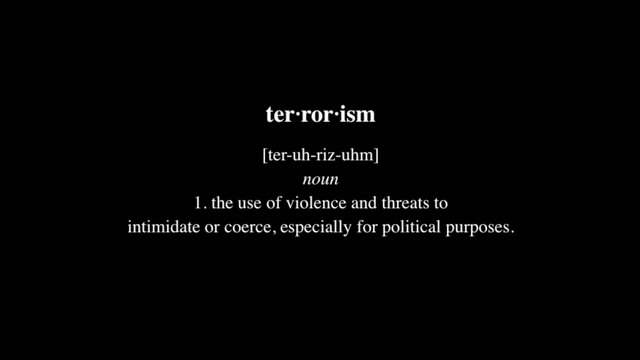 ter·ror·ism
[ter-uh-riz-uhm]
noun
1. the use of violence and threats to
intimidate or coerce, especially for political purposes.